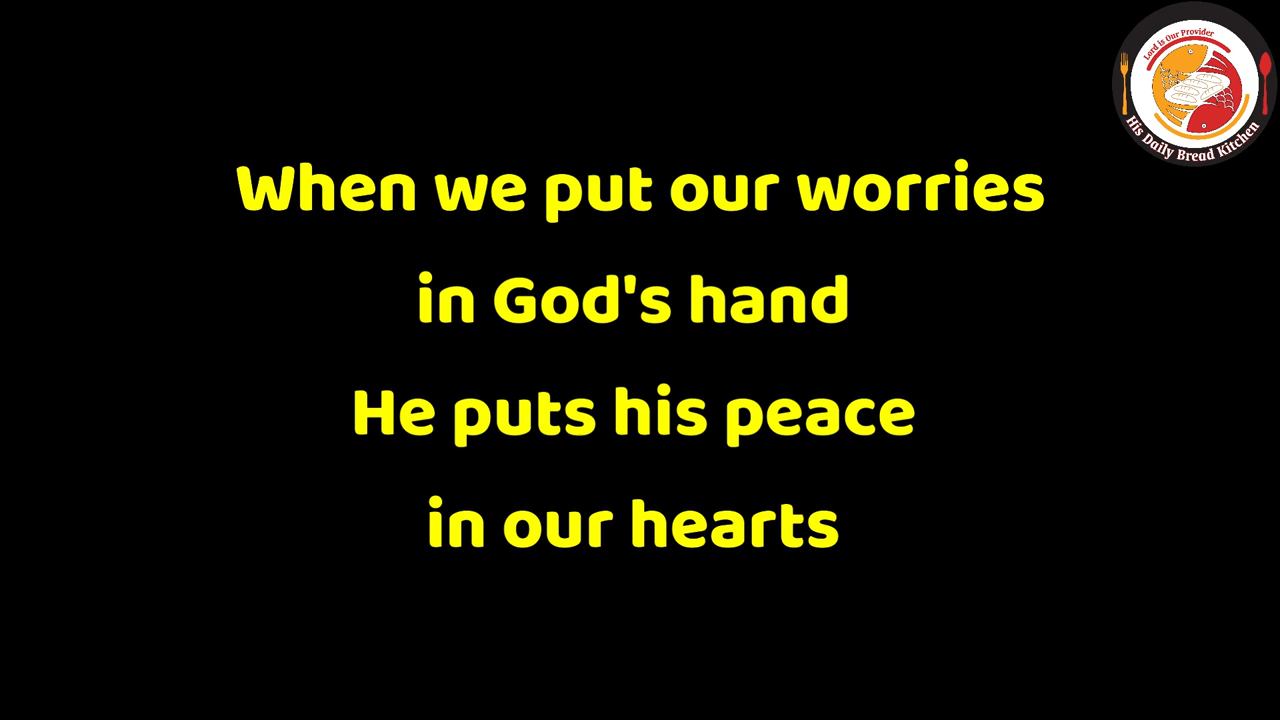 Lord is Our Provider
His Daily Bread Kitchen
When we put our worries
in God's hand
He puts his peace
in our hearts